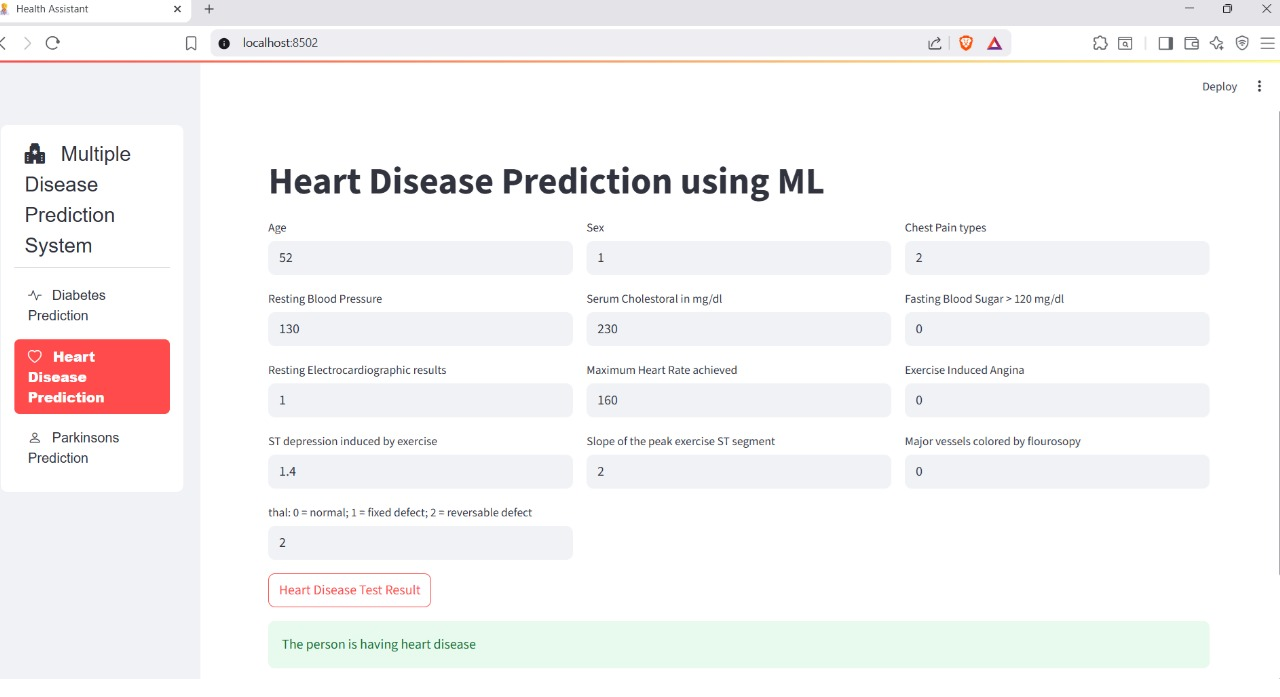 Health Assistant
localhost:8502
Deploy
Multiple
Disease
Prediction
System
Diabetes
Prediction
Heart
Disease
Prediction
Parkinsons
Prediction
Heart Disease Prediction using ML
Age
52
Sex
1
Chest Pain types
2
Resting Blood Pressure
130
Serum Cholestoral in mg/dl
230
Fasting Blood Sugar > 120 mg/dl
0
Resting Electrocardiographic results
1
Maximum Heart Rate achieved
160
Exercise Induced Angina
0
ST depression induced by exercise
1.4
Slope of the peak exercise ST segment
2
Major vessels colored by flourosopy
0
thal: 0 = normal; 1 = fixed defect; 2 = reversable defect
2
Heart Disease Test Result
The person is having heart disease